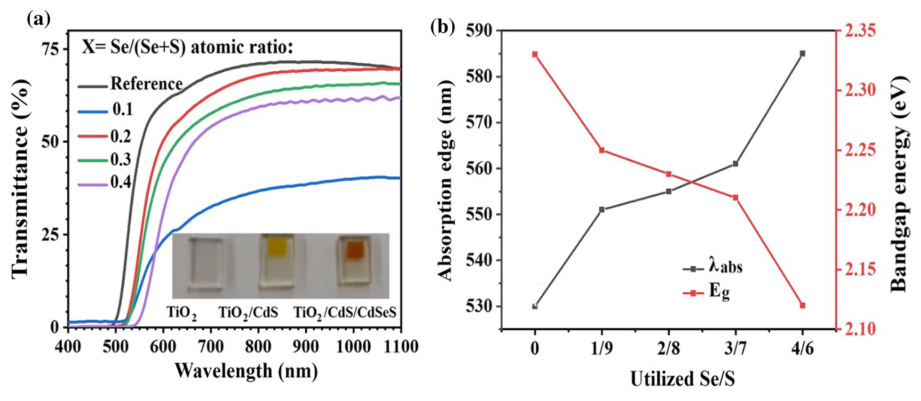 (a)
X= Se/(Se+S) atomic ratio:
Reference
0.1
0.2
0.3
0.4
Transmittance (%)
75
50
25
0
TiO₂ TiO₂/CdS TiO₂/CdS/CdSeS
400 500 600 700 800 900 1000 1100
Wavelength (nm)
(b)
Absorption edge (nm)
590
580
570
560
550
540
530
λabs
Eg
2.35
2.30
2.25
2.20
2.15
2.10
Bandgap energy (eV)
0 1/9 2/8 3/7 4/6
Utilized Se/S